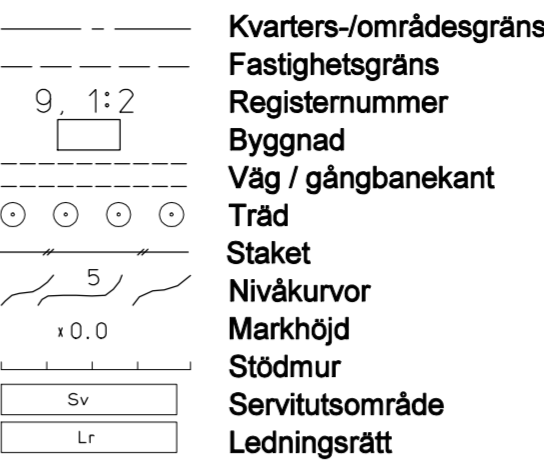 Kvarters-/områdesgräns
Fastighetsgräns
9, 1:2 Registernummer
Byggnad
Väg / gångbanekant
Träd
Staket
5 Nivåkurvor
x0.0 Markhöjd
Stödmur
Sv Servitutsområde
Lr Ledningsrätt